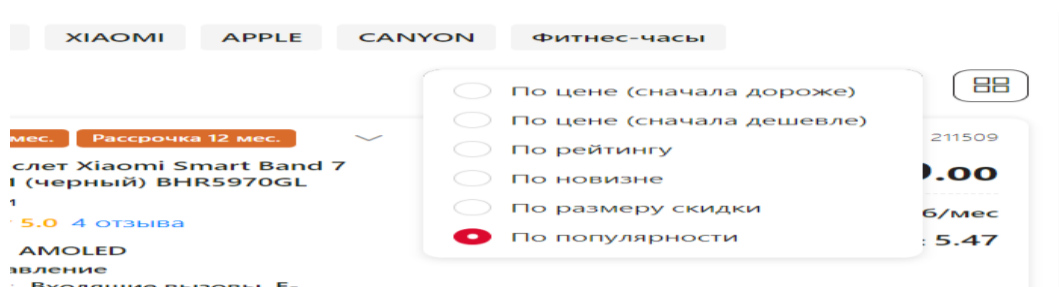 XIAOMI APPLE CANYON Фитнес-часы
По цене (сначала дороже)
По цене (сначала дешевле)
По рейтингу
По новизне
По размеру скидки
По популярности
мес. Рассрочка 12 мес.
слет Xiaomi Smart Band 7
(черный) BHR5970GL
5.0 4 отзыва
AMOLED
авление
Входящие вызовы, E-
211509
.00
б/мес
5.47